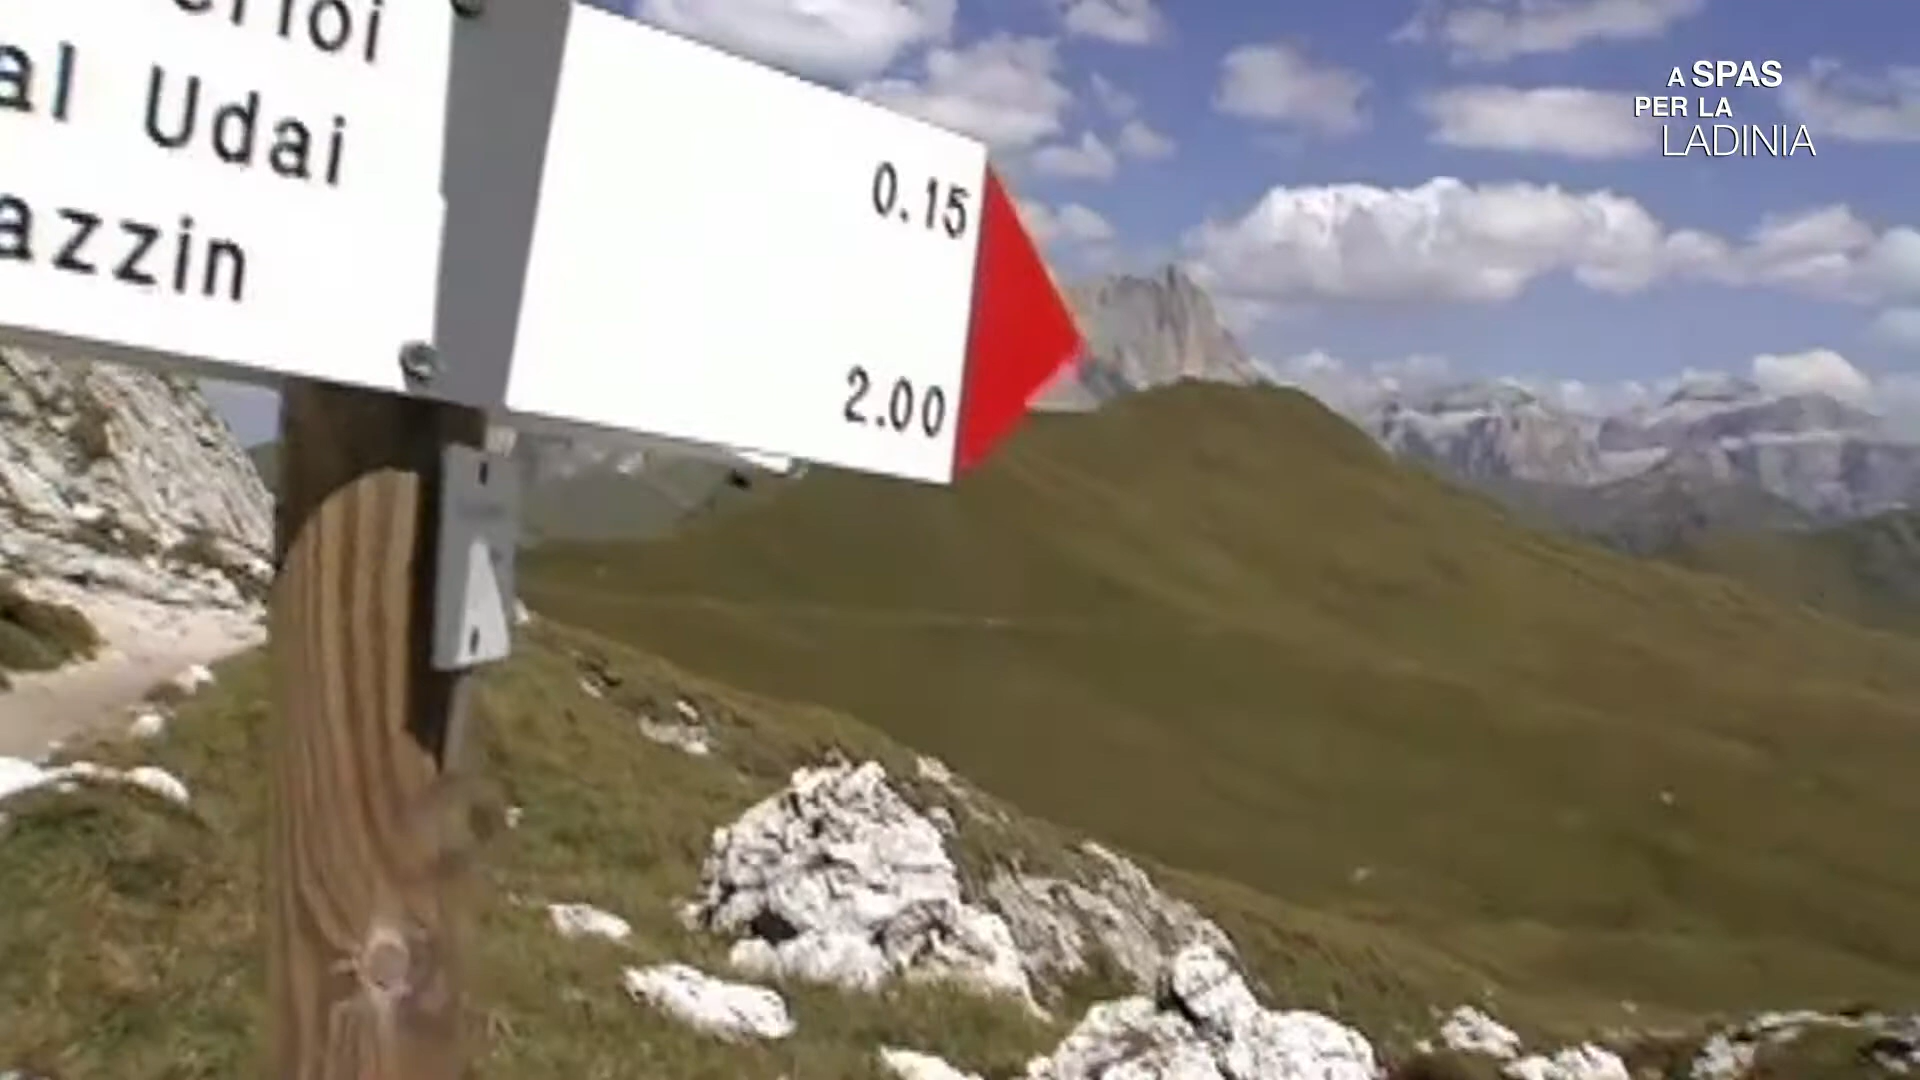 al Udai
azzin
0.15
2.00
A SPAS
PER LA
LADINIA